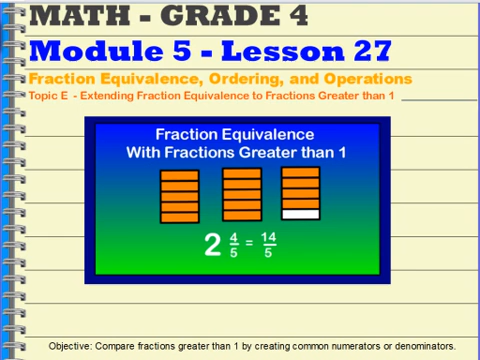 MATH - GRADE 4
Module 5 - Lesson 27
Fraction Equivalence, Ordering, and Operations
Topic E - Extending Fraction Equivalence to Fractions Greater than 1
Fraction Equivalence
With Fractions Greater than 1
2 4/5 = 14/5
Objective: Compare fractions greater than 1 by creating common numerators or denominators.